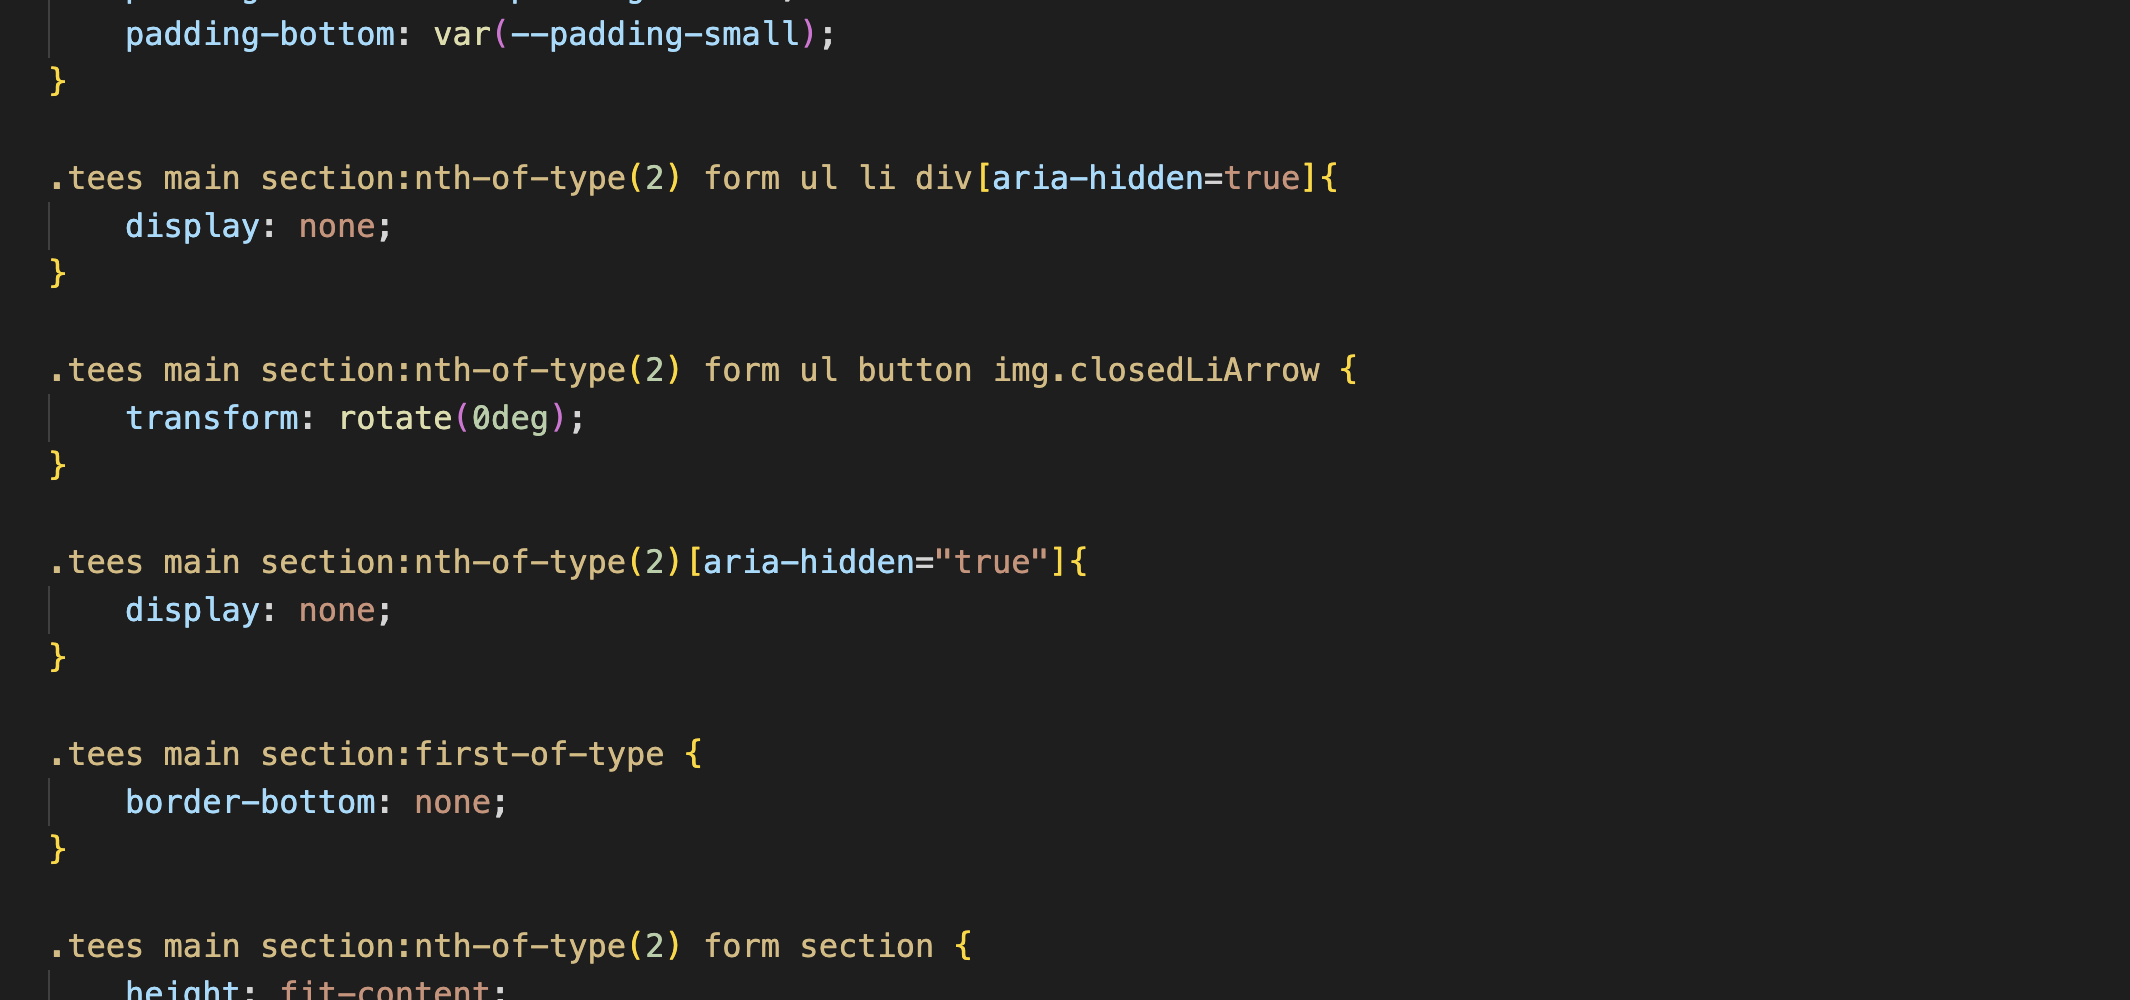 padding-bottom: var(--padding-small);
}
.tees main section:nth-of-type(2) form ul li div[aria-hidden=true]{
display: none;
}
.tees main section:nth-of-type(2) form ul button img.closedLiArrow {
transform: rotate(0deg);
}
.tees main section:nth-of-type(2)[aria-hidden="true"]{
display: none;
}
.tees main section:first-of-type {
border-bottom: none;
}
.tees main section:nth-of-type(2) form section {
height: fit-content;